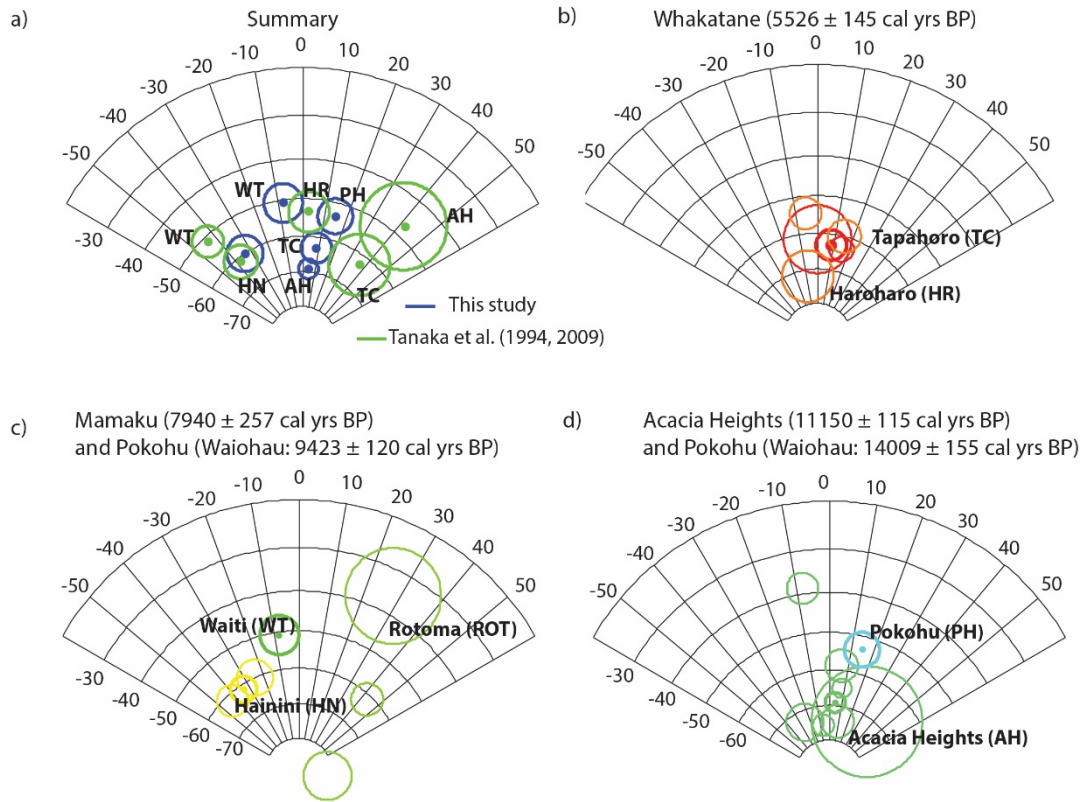 a)
Summary
0
-10
10
-20
20
-30
30
-40
40
-50
50
WT
HR
PH
AH
WT
TC
-30
HN
AH
TC
-40
-50
-60
-70
This study
Tanaka et al. (1994, 2009)
b)
Whakatane (5526 ± 145 cal yrs BP)
0
-10
10
-20
20
-30
30
-40
40
-50
50
Tapahoro (TC)
-30
-40
Haroharo (HR)
-50
-60
-70
c)
Mamaku (7940 ± 257 cal yrs BP)
and Pokohu (Waiohau: 9423 ± 120 cal yrs BP)
0
-10
10
-20
20
-30
30
-40
40
-50
50
Waiti (WT)
Rotoma (ROT)
-30
Hainini (HN)
-40
-50
-60
-70
d)
Acacia Heights (11150 ± 115 cal yrs BP)
and Pokohu (Waiohau: 14009 ± 155 cal yrs BP)
0
-10
10
-20
20
-30
30
-40
40
-50
50
Pokohu (PH)
-30
-40
-50
Acacia Heights (AH)
-60